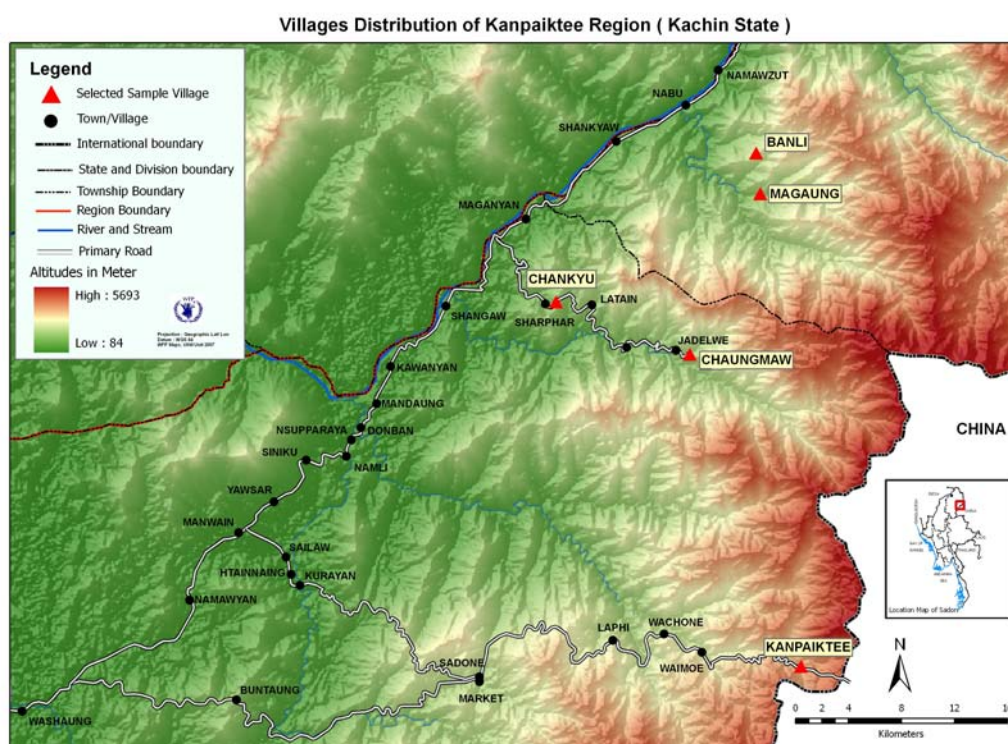 Villages Distribution of Kanpaiktee Region ( Kachin State )
Legend
Selected Sample Village
Town/Village
International boundary
State and Division boundary
Township Boundary
Region Boundary
River and Stream
Primary Road
Altitudes in Meter
High : 5693
Low : 84
WFP
NAMAWZUT
NABU
SHANKYAW
BANLI
MAGAUNG
MAGANYAN
CHANKYU
LATAIN
SHARPHAR
SHANGAW
JADELWE
CHAUNGMAW
KAWANYAN
MANDAUNG
CHINA
NSUPPARAYA
DONBAN
SINIKU
NAMLI
YAWSAR
MANWAIN
SAILAW
HTAINNAING
KURAYAN
NAMAWYAN
Location Map of Sadon
LAPHI
WACHONE
KANPAIKTEE
WAIMOE
SADONE
MARKET
BUNTAUNG
WASHAUNG
N
0 2 4 8 12 16
Kilometers